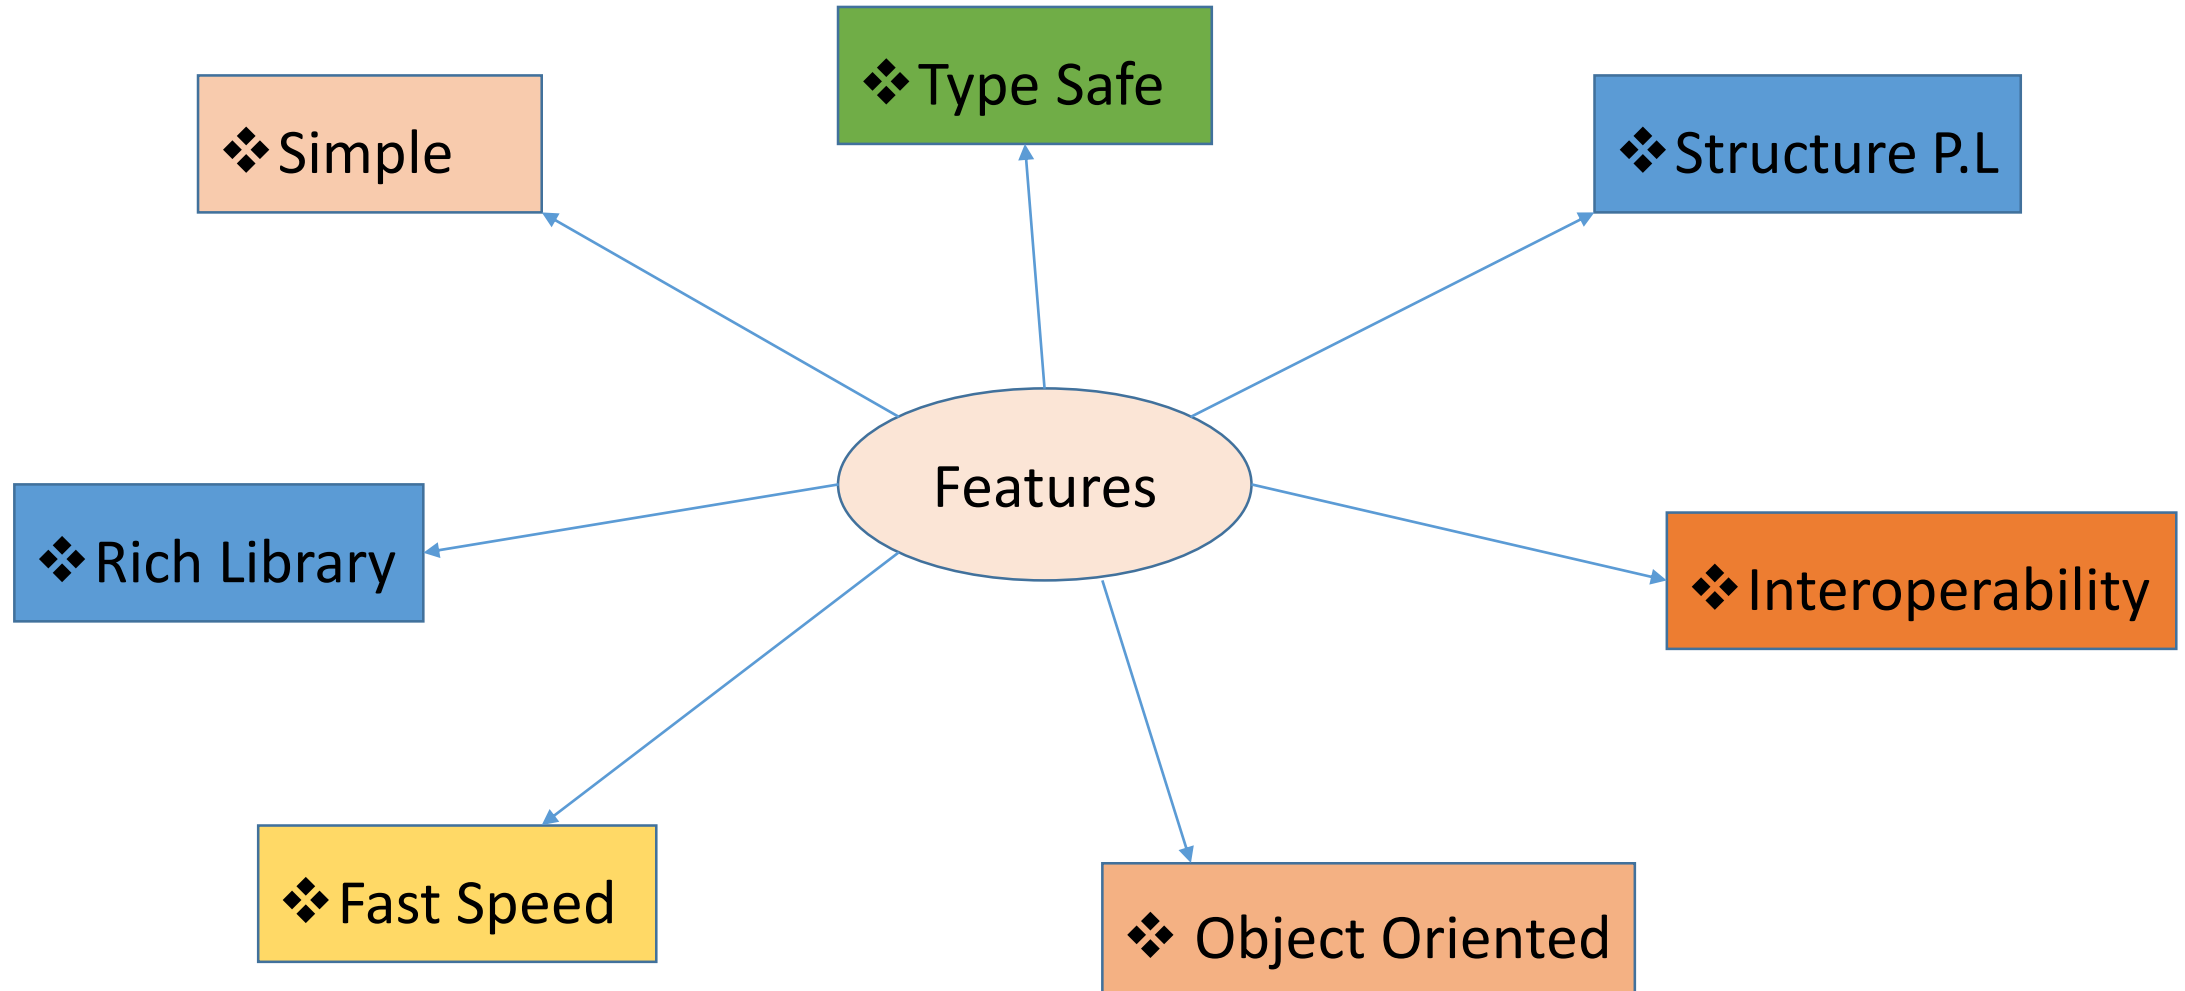 ❖Type Safe
❖Simple
❖Structure P.L
Features
❖Rich Library
❖Interoperability
❖Fast Speed
❖ Object Oriented